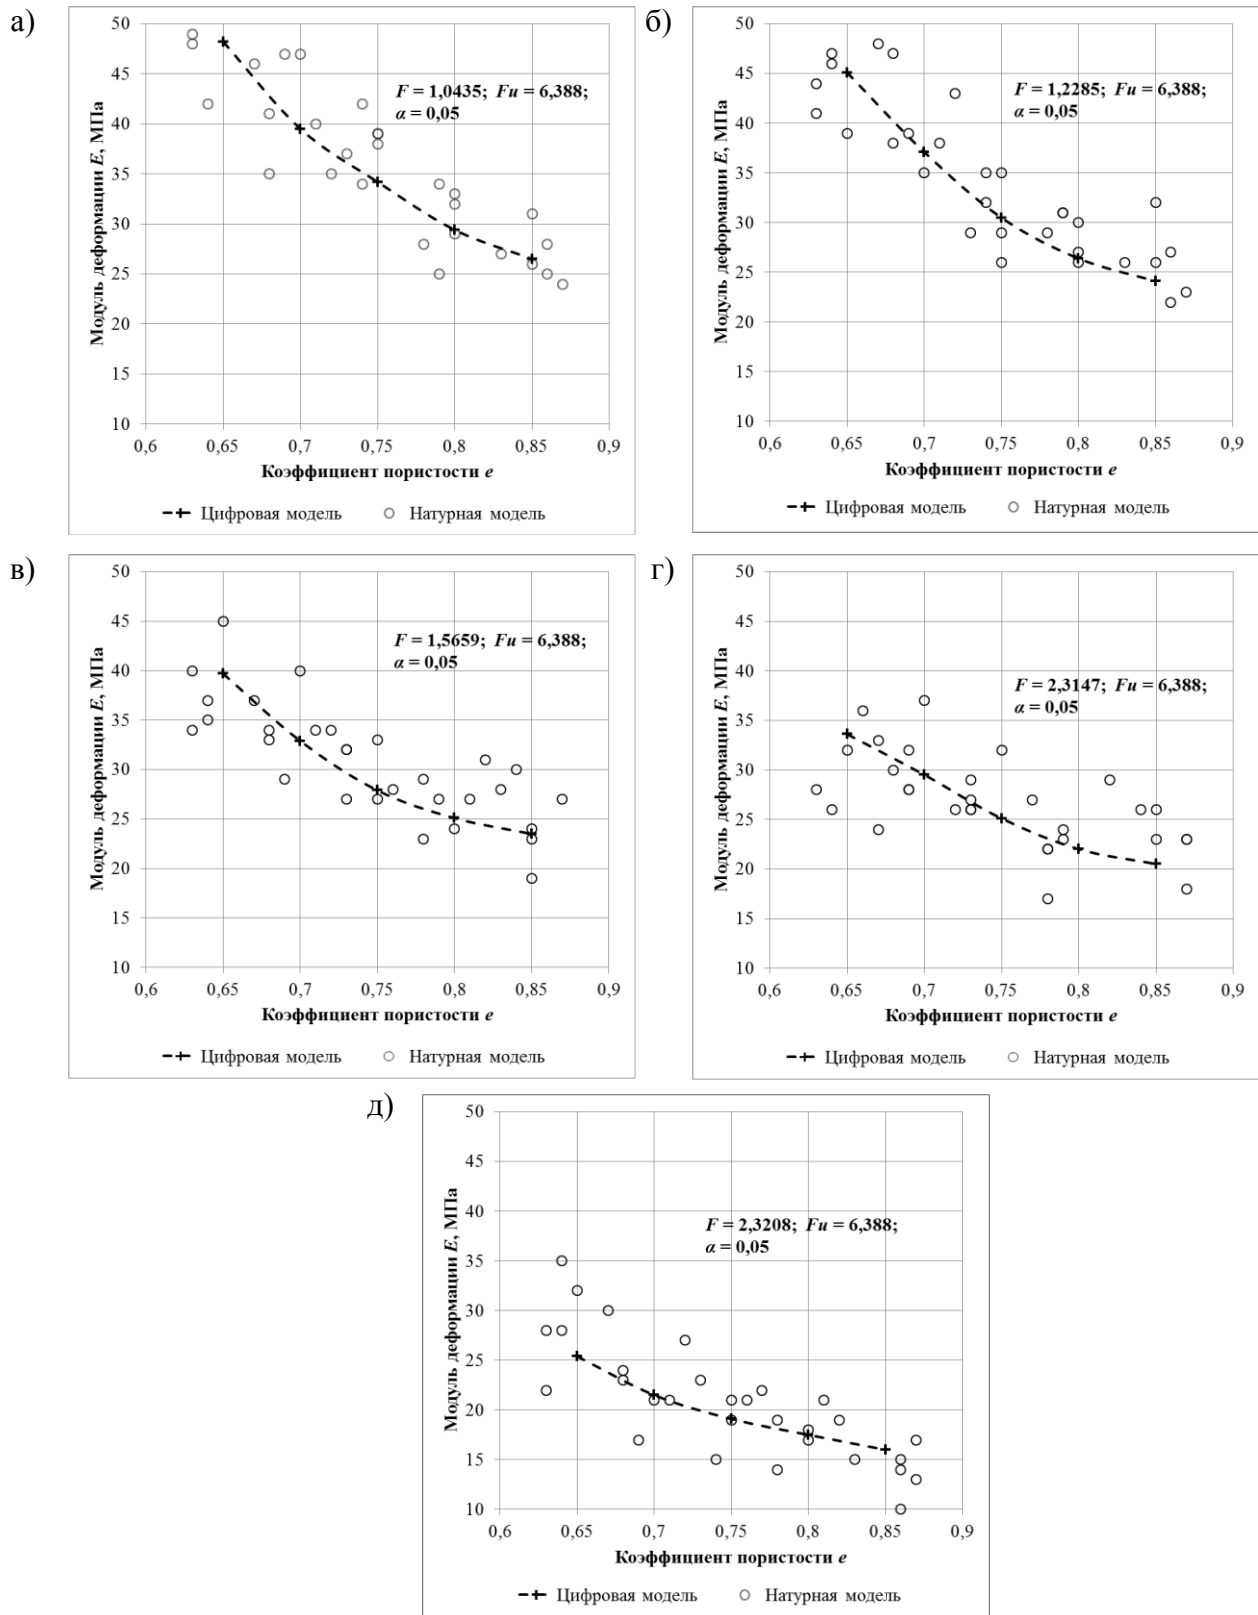 а)
50
45
40
35
30
25
20
15
10
Модуль деформации E, МПа
F = 1,0435; Fu = 6,388;
α = 0,05
0,6 0,65 0,7 0,75 0,8 0,85 0,9
Коэффициент пористости e
Цифровая модель Натурная модель
б)
50
45
40
35
30
25
20
15
10
Модуль деформации E, МПа
F = 1,2285; Fu = 6,388;
α = 0,05
0,6 0,65 0,7 0,75 0,8 0,85 0,9
Коэффициент пористости e
Цифровая модель Натурная модель
в)
50
45
40
35
30
25
20
15
10
Модуль деформации E, МПа
F = 1,5659; Fu = 6,388;
α = 0,05
0,6 0,65 0,7 0,75 0,8 0,85 0,9
Коэффициент пористости e
Цифровая модель Натурная модель
г)
50
45
40
35
30
25
20
15
10
Модуль деформации E, МПа
F = 2,3147; Fu = 6,388;
α = 0,05
0,6 0,65 0,7 0,75 0,8 0,85 0,9
Коэффициент пористости e
Цифровая модель Натурная модель
д)
50
45
40
35
30
25
20
15
10
Модуль деформации E, МПа
F = 2,3208; Fu = 6,388;
α = 0,05
0,6 0,65 0,7 0,75 0,8 0,85 0,9
Коэффициент пористости e
Цифровая модель Натурная модель